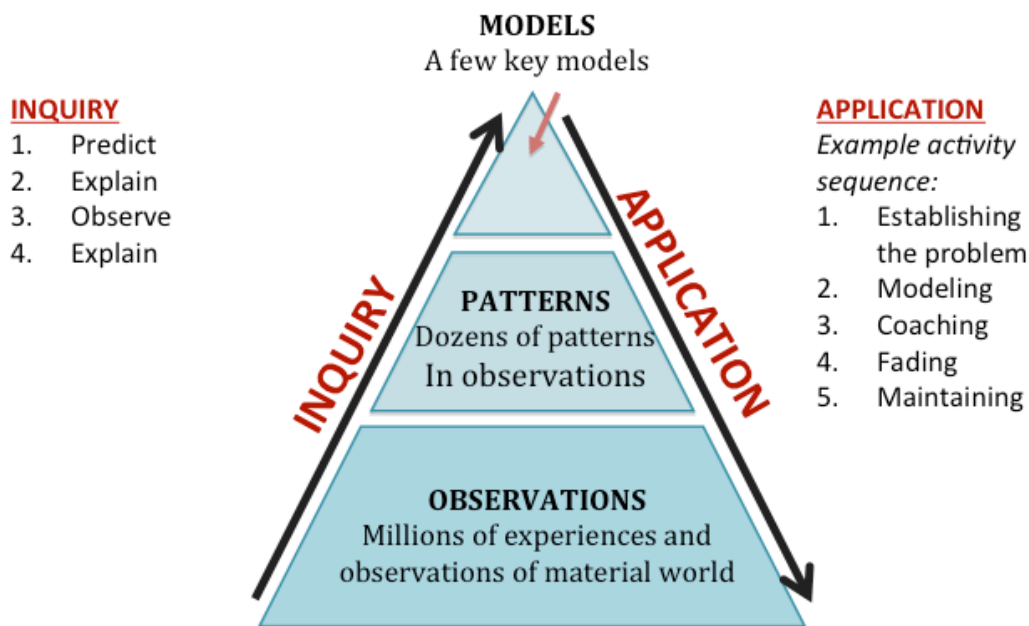 MODELS
A few key models
INQUIRY
1. Predict
2. Explain
3. Observe
4. Explain
APPLICATION
Example activity
sequence:
1. Establishing
the problem
2. Modeling
3. Coaching
4. Fading
5. Maintaining
INQUIRY
APPLICATION
PATTERNS
Dozens of patterns
In observations
OBSERVATIONS
Millions of experiences and
observations of material world